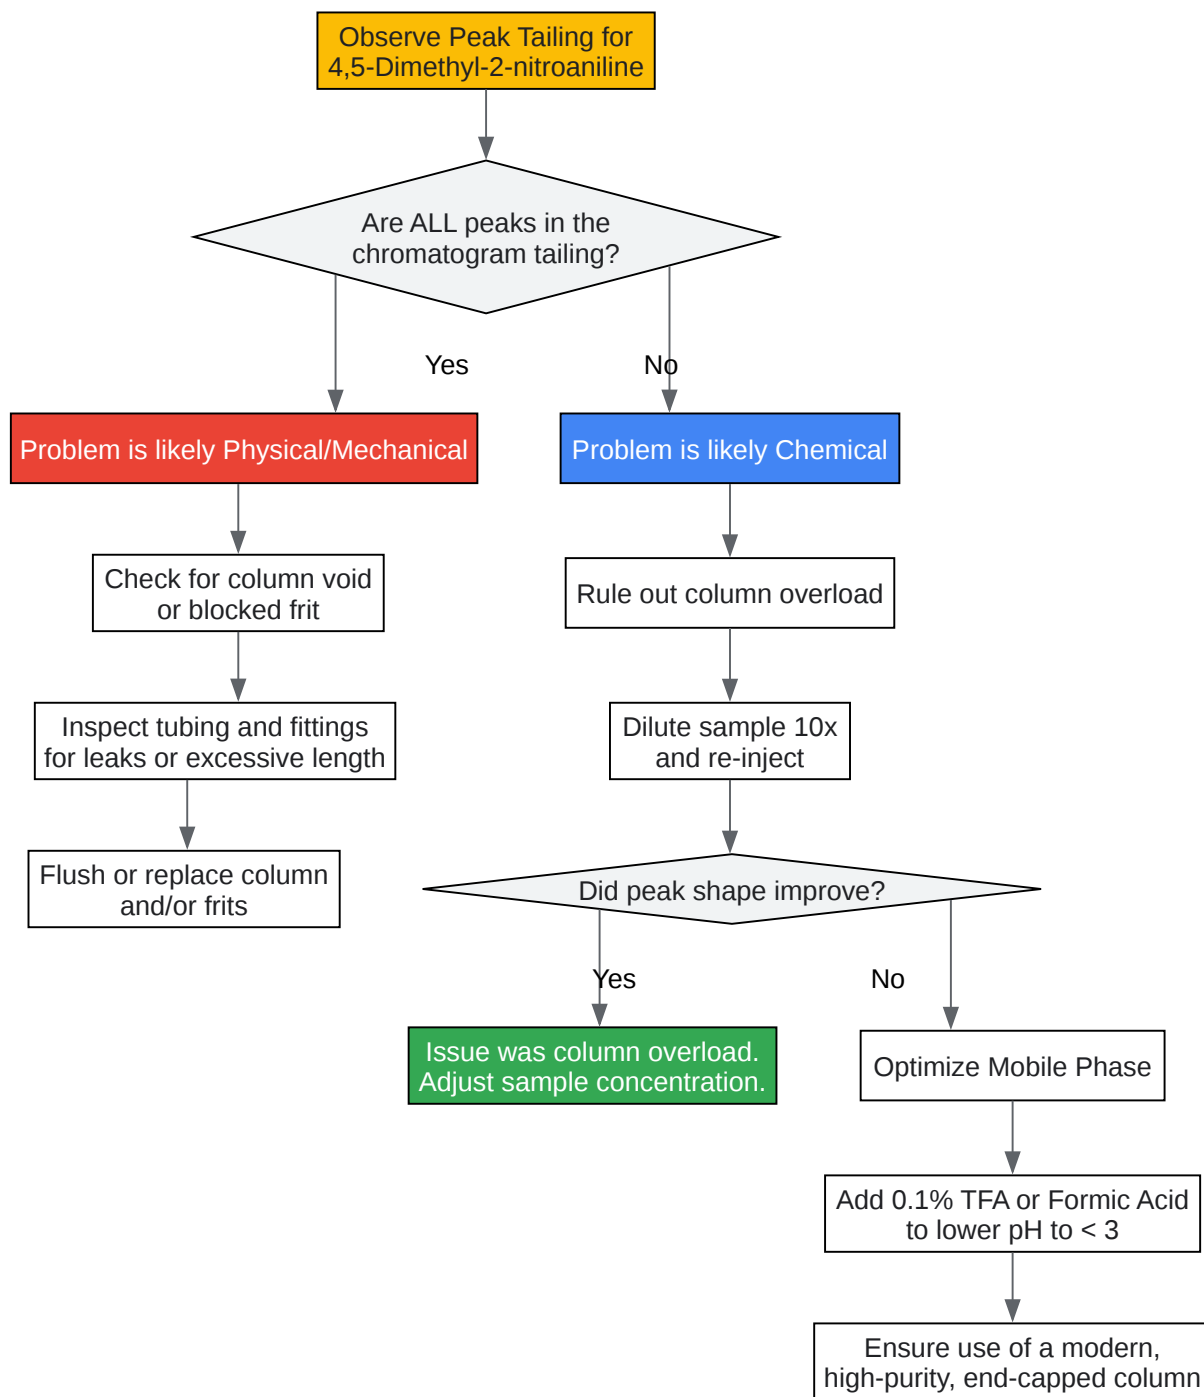 Observe Peak Tailing for
4,5-Dimethyl-2-nitroaniline
Are ALL peaks in the
chromatogram tailing?
Yes
No
Problem is likely Physical/Mechanical
Problem is likely Chemical
Check for column void
or blocked frit
Rule out column overload
Inspect tubing and fittings
for leaks or excessive length
Dilute sample 10x
and re-inject
Flush or replace column
and/or frits
Did peak shape improve?
Yes
No
Issue was column overload.
Adjust sample concentration.
Optimize Mobile Phase
Add 0.1% TFA or Formic Acid
to lower pH to < 3
Ensure use of a modern,
high-purity, end-capped column